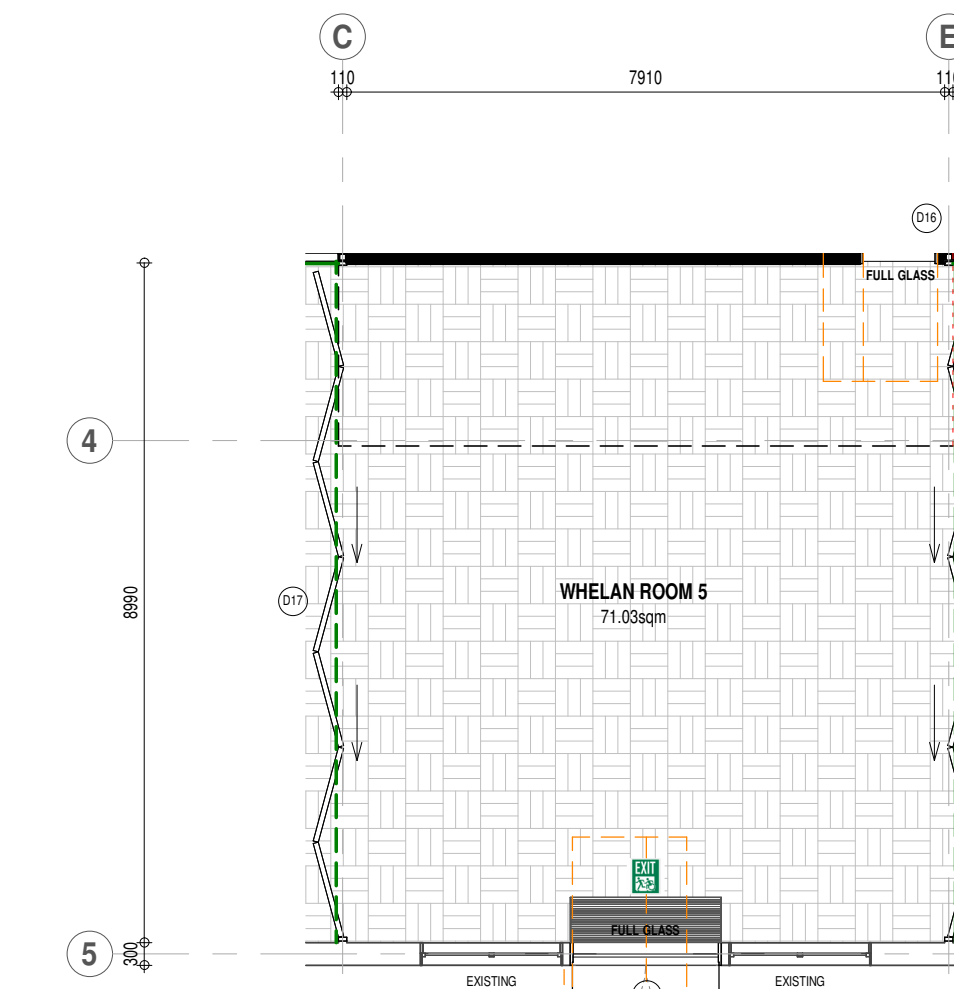 C
E
110
7910
110
D16
FULL GLASS
4
8990
D17
WHELAN ROOM 5
71.03sqm
EXIT
FULL GLASS
5
300
EXISTING
EXISTING